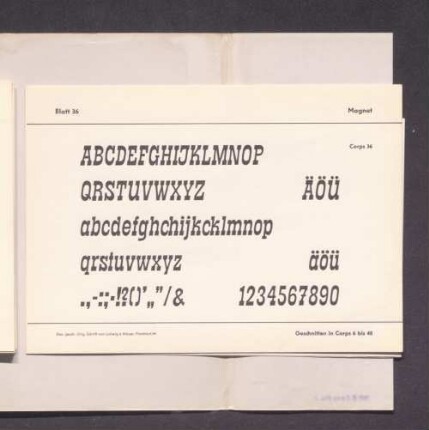 Blatt 36
Magnet
Corps 36
ABCDEFGHIJKLMNOP
QRSTUVWXYZ ÄÖÜ
abcdefghchijkcklmnop
qrstuvwxyz äöü
.,-:;-!?()’„”/& 1234567890
Geschnitten in Corps 6 bis 48